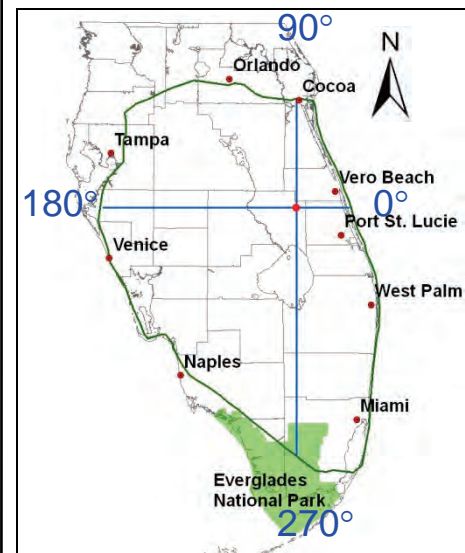 90°
N
Orlando
Cocoa
Tampa
Vero Beach
180°
0°
Port St. Lucie
Venice
West Palm
Naples
Miami
Everglades
National Park
270°